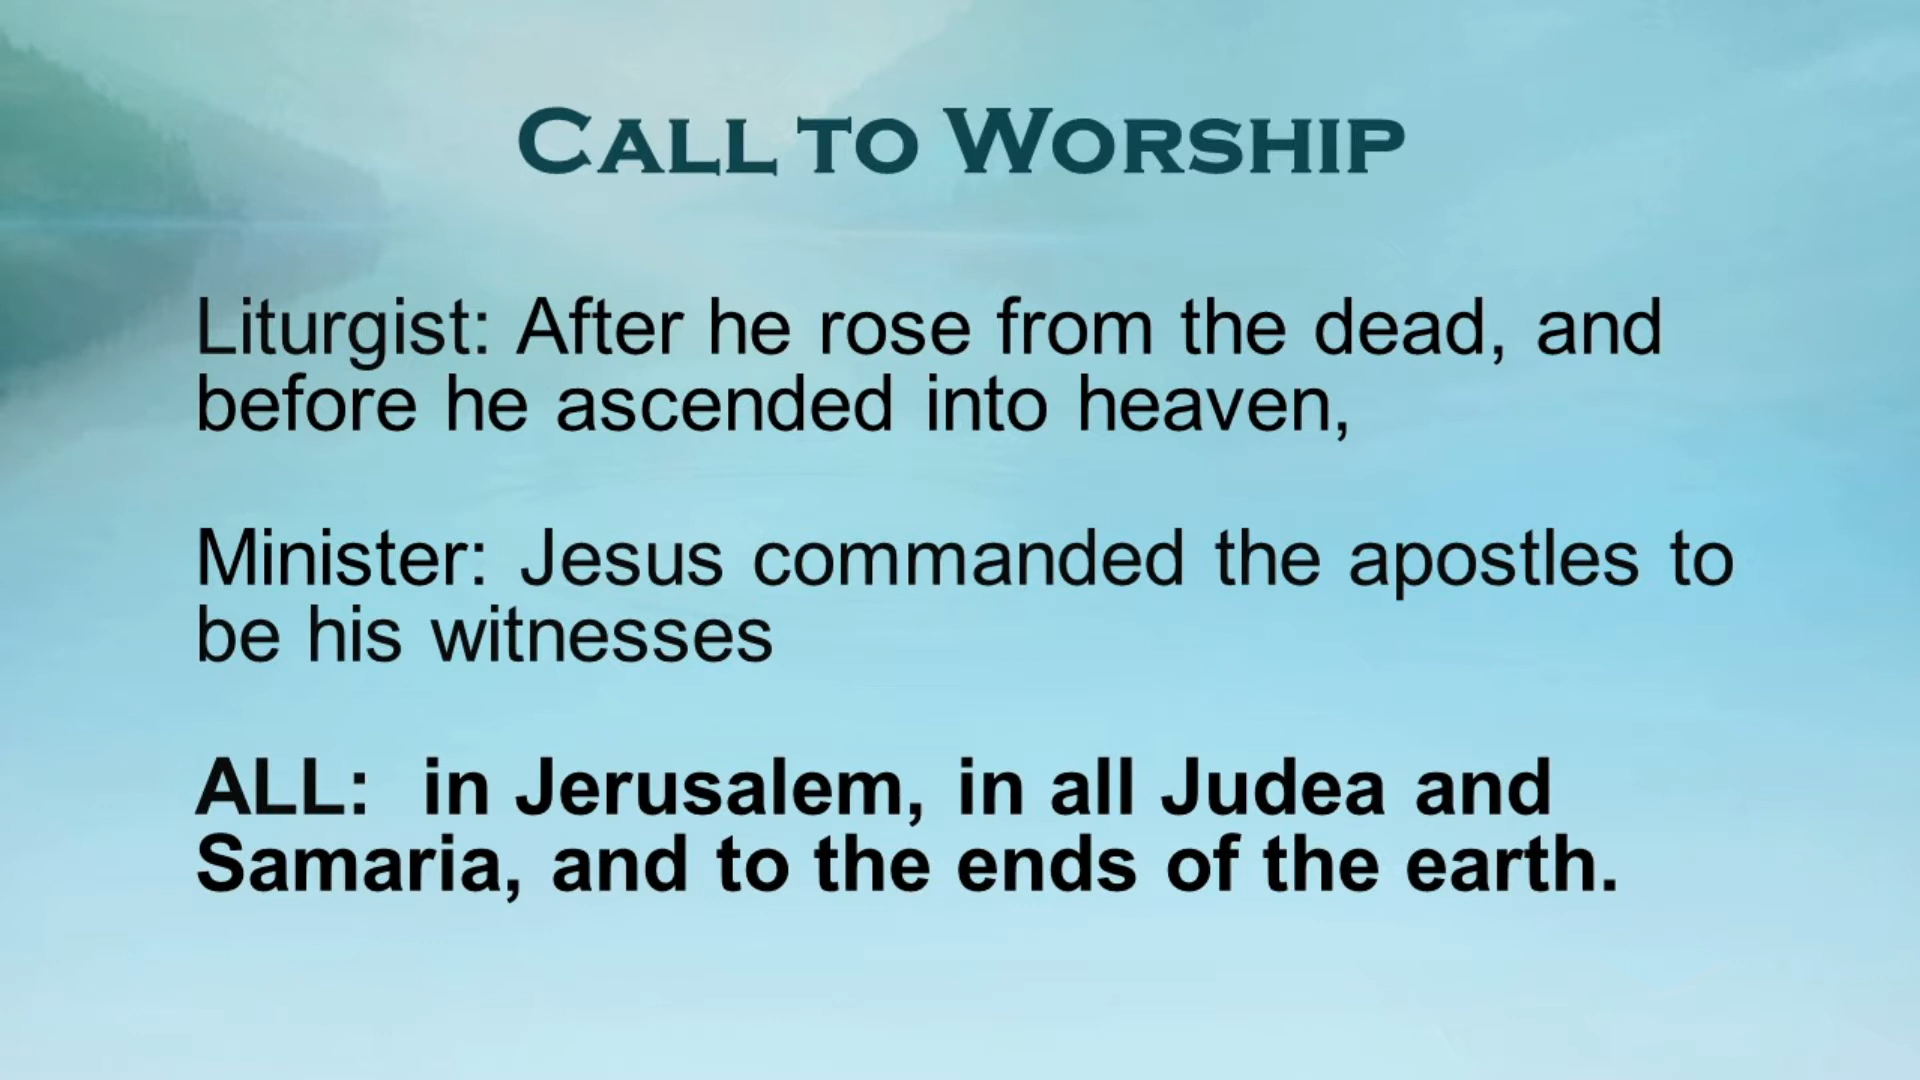 Call to Worship
Liturgist: After he rose from the dead, and
before he ascended into heaven,
Minister: Jesus commanded the apostles to
be his witnesses
ALL:  in Jerusalem, in all Judea and
Samaria, and to the ends of the earth.